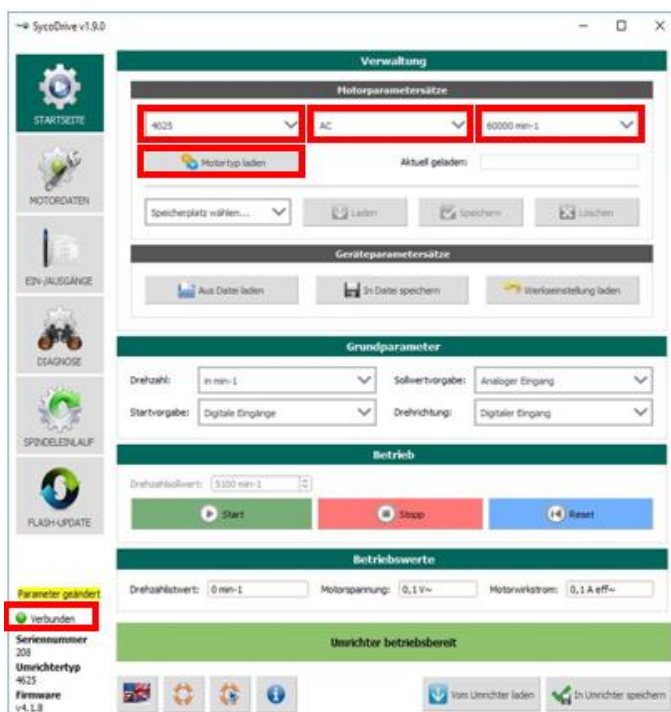 SycoDrive v1.9.0
STARTSEITE
MOTORDATEN
EIN-/AUSGÄNGE
DIAGNOSE
SPINDELEINLAUF
FLASH-UPDATE
Parameter geändert
Verbunden
Seriennummer
208
Umrichtertyp
4625
Firmware
v4.1.8
Verwaltung
Motorparametersätze
4625 AC 60000 min-1
Motortyp laden Aktuell geladen:
Speicherplatz wählen... Laden Speichern Löschen
Geräteparametersätze
Aus Datei laden In Datei speichern Werkseinstellung laden
Grundparameter
Drehzahl: in min-1 Sollwertvorgabe: Analoger Eingang
Startvorgabe: Digitale Eingänge Drehrichtung: Digitaler Eingang
Betrieb
Drehzahlsollwert: 5100 min-1
Start Stopp Reset
Betriebswerte
Drehzahlistwert: 0 min-1 Motorspannung: 0,1 V~ Motorwirkstrom: 0,1 A eff~
Umrichter betriebsbereit
Vom Umrichter laden In Umrichter speichern